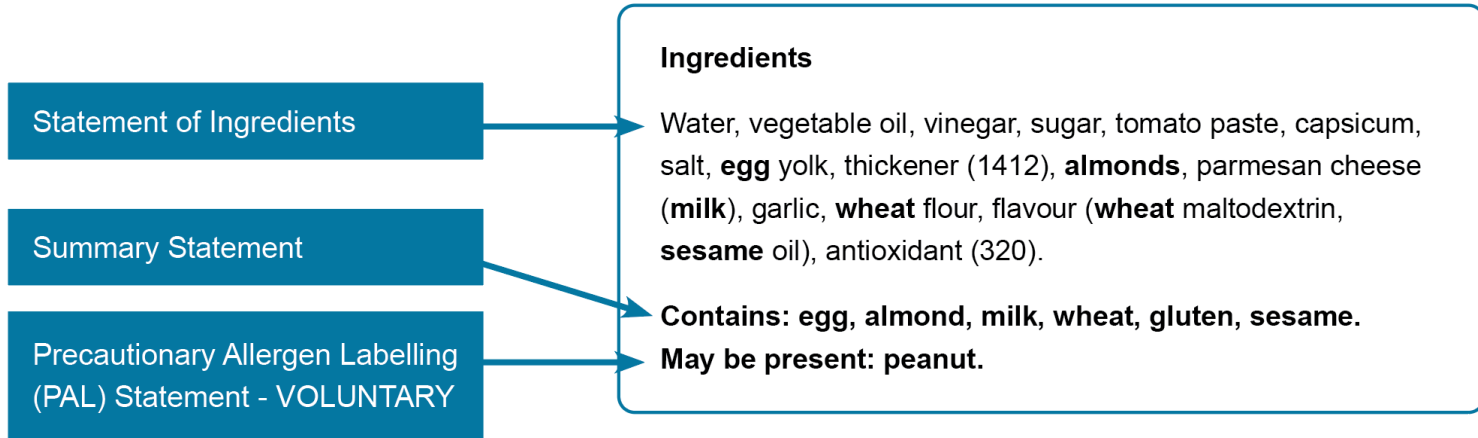 Statement of Ingredients
Summary Statement
Precautionary Allergen Labelling
(PAL) Statement - VOLUNTARY
Ingredients
Water, vegetable oil, vinegar, sugar, tomato paste, capsicum,
salt, egg yolk, thickener (1412), almonds, parmesan cheese
(milk), garlic, wheat flour, flavour (wheat maltodextrin,
sesame oil), antioxidant (320).
Contains: egg, almond, milk, wheat, gluten, sesame.
May be present: peanut.